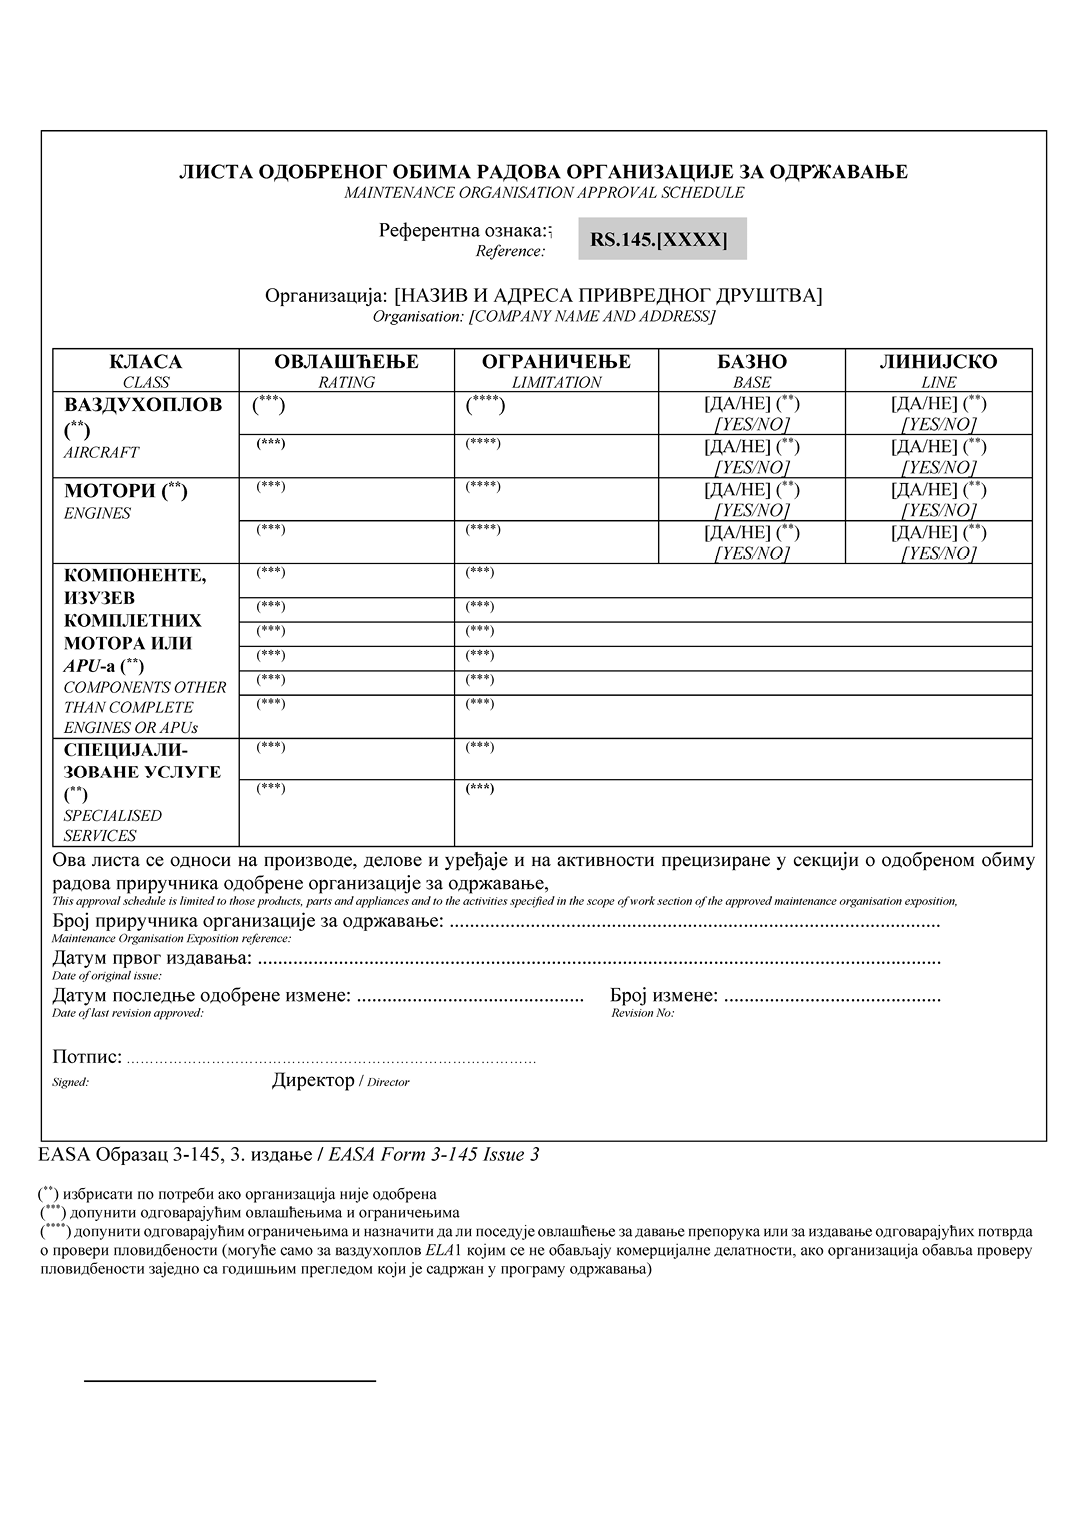 ЛИСТА ОДОБРЕНОГ ОБИМА РАДОВА ОРГАНИЗАЦИЈЕ ЗА ОДРЖАВАЊЕ
MAINTENANCE ORGANISATION APPROVAL SCHEDULE
Референтна ознака:
Reference:
RS.145.[XXXX]
Организација: [НАЗИВ И АДРЕСА ПРИВРЕДНОГ ДРУШТВА]
Organisation: [COMPANY NAME AND ADDRESS]
КЛАСА ОВЛАШЋЕЊЕ ОГРАНИЧЕЊЕ БАЗНО ЛИНИЈСКО
CLASS RATING LIMITATION BASE LINE
ВАЗДУХОПЛОВ (***) (****) [ДА/НЕ] (**) [ДА/НЕ] (**)
(**) [YES/NO] [YES/NO]
AIRCRAFT (***) (****) [ДА/НЕ] (**) [ДА/НЕ] (**)
[YES/NO] [YES/NO]
МОТОРИ (**) (***) (****) [ДА/НЕ] (**) [ДА/НЕ] (**)
ENGINES [YES/NO] [YES/NO]
(***) (****) [ДА/НЕ] (**) [ДА/НЕ] (**)
[YES/NO] [YES/NO]
КОМПОНЕНТЕ, (***) (***)
ИЗУЗЕВ (***) (***)
КОМПЛЕТНИХ (***) (***)
МОТОРА ИЛИ (***) (***)
APU-a (**)
COMPONENTS OTHER (***) (***)
THAN COMPLETE (***) (***)
ENGINES OR APUs
СПЕЦИЈАЛИ- (***) (***)
ЗОВАНЕ УСЛУГЕ
(**) (***) (***)
SPECIALISED
SERVICES
Ова листа се односи на производе, делове и уређаје и на активности прецизиране у секцији о одобреном обиму
радова приручника одобрене организације за одржавање,
This approval schedule is limited to those products, parts and appliances and to the activities specified in the scope of work section of the approved maintenance organisation exposition,
Број приручника организације за одржавање: ..........................................................................................
Maintenance Organisation Exposition reference:
Датум првог издавања: ..............................................................................................................................
Date of original issue:
Датум последње одобрене измене: .......................................... Број измене: ........................................
Date of last revision approved: Revision No:
Потпис: ……………………………………………………………………
Signed: Директор / Director
EASA Образац 3-145, 3. издање / EASA Form 3-145 Issue 3
(**) избрисати по потреби ако организација није одобрена
(***) допунити одговарајућим овлашћењима и ограничењима
(****) допунити одговарајућим ограничењима и назначити да ли поседује овлашћење за давање препорука или за издавање одговарајућих потврда
о провери пловидбености (могуће само за ваздухоплов ELA1 којим се не обављају комерцијалне делатности, ако организација обавља проверу
пловидбености заједно са годишњим прегледом који је садржан у програму одржавања)